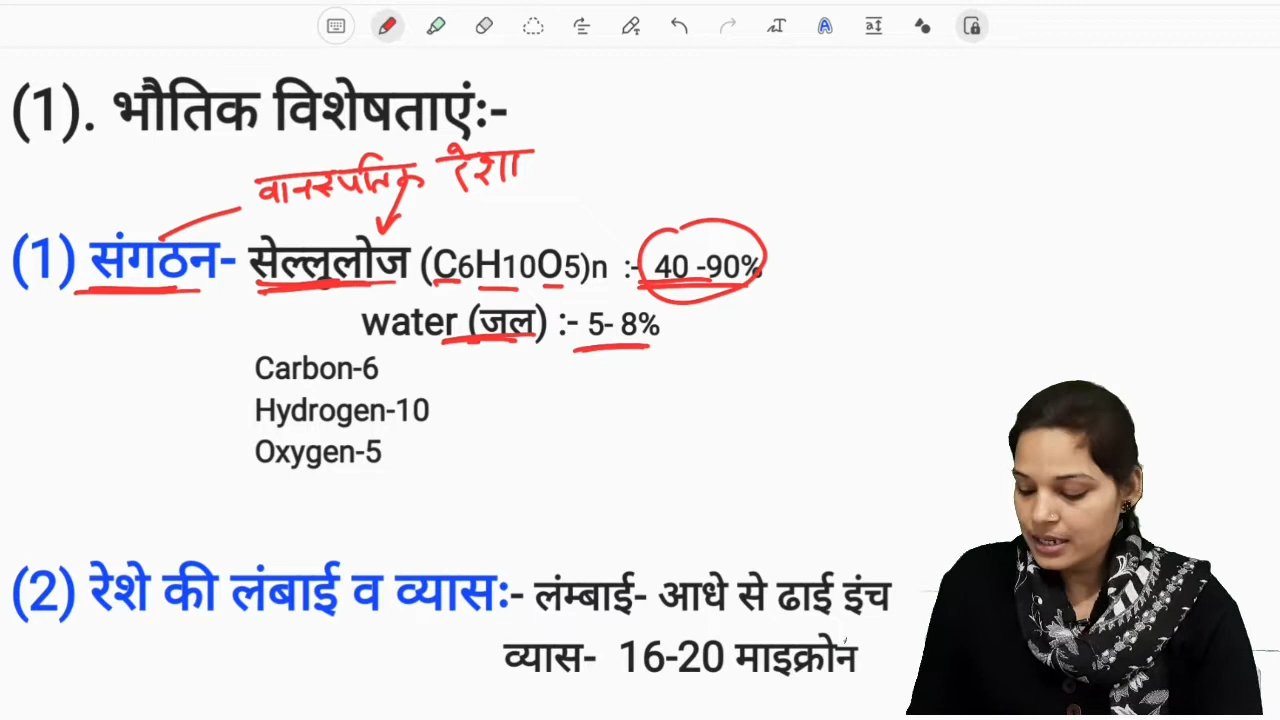 (1). भौतिक विशेषताएंः-
वानस्पतिक रेशा
(1) संगठन- सेल्लूलोज (C6H10O5)n :- 40 -90%
water (जल) :- 5- 8%
Carbon-6
Hydrogen-10
Oxygen-5
(2) रेशे की लंबाई व व्यासः- लंम्बाई- आधे से ढाई इंच
व्यास- 16-20 माइक्रोन